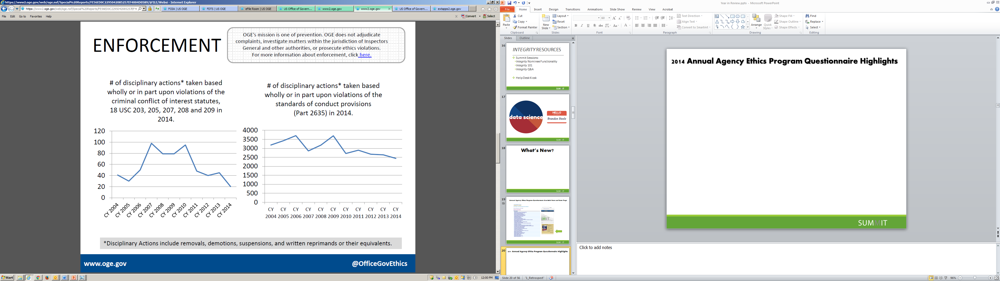 https://www2.oge.gov/web/oge.nsf/Special%20Reports/FE56ED0C2295042085257EF4004D0589/$FILE/Websi - Internet Explorer
https://www2.oge.gov/web/oge.nsf/Special%20Reports/FE56ED0C2295042085257EF4
FOIA | US OGE
FDTS | US OGE
eFile Room | US OGE
US Office of Govern...
www2.oge.gov
www2.oge.gov
US Office of Govern...
extapps2.oge.gov
File Edit Go to Favorites Help
Convert Select
ENFORCEMENT
OGE's mission is one of prevention. OGE does not adjudicate
complaints, investigate matters within the jurisdiction of Inspectors
General and other authorities, or prosecute ethics violations.
For more information about enforcement, click here.
# of disciplinary actions* taken based
wholly or in part upon violations of the
criminal conflict of interest statutes,
18 USC 203, 205, 207, 208 and 209 in
2014.
120
100
80
60
40
20
0
CY 2004
CY 2005
CY 2006
CY 2007
CY 2008
CY 2009
CY 2010
CY 2011
CY 2012
CY 2013
CY 2014
# of disciplinary actions* taken based
wholly or in part upon violations of the
standards of conduct provisions
(Part 2635) in 2014.
4000
3500
3000
2500
2000
1500
1000
500
0
CY CY CY CY CY CY CY CY CY CY CY
2004 2005 2006 2007 2008 2009 2010 2011 2012 2013 2014
*Disciplinary Actions include removals, demotions, suspensions, and written reprimands or their equivalents.
www.oge.gov
@OfficeGovEthics
Start
12:00 PM
Year in Review.pptx - Microsoft PowerPoint
File Home Insert Design Transitions Animations Slide Show Review View Acrobat
Paste
Cut
Copy
Format Painter
Clipboard
New
Slide
Layout
Reset
Section
Slides
60
Font
Paragraph
Text Direction
Align Text
Convert to SmartArt
Arrange
Quick
Styles
Shape Fill
Shape Outline
Shape Effects
Drawing
Find
Replace
Select
Editing
Slides Outline
16
INTEGRITY RESOURCES
Summit Sessions:
Integrity Nominee Functionality
Integrity 101
Integrity Q&A
Help Desk Kiosk
SUMMIT
17
data science
HELLO
Brandon Steele
SUMMIT
18
What's New?
SUMMIT
19
Annual Agency Ethics Program Questionnaire Available from our Home Page
SUMMIT
20
2014 Annual Agency Ethics Program Questionnaire Highlights
2014 Annual Agency Ethics Program Questionnaire Highlights
SUMMIT
Click to add notes
Slide 20 of 56
"1_Retrospect"
96%